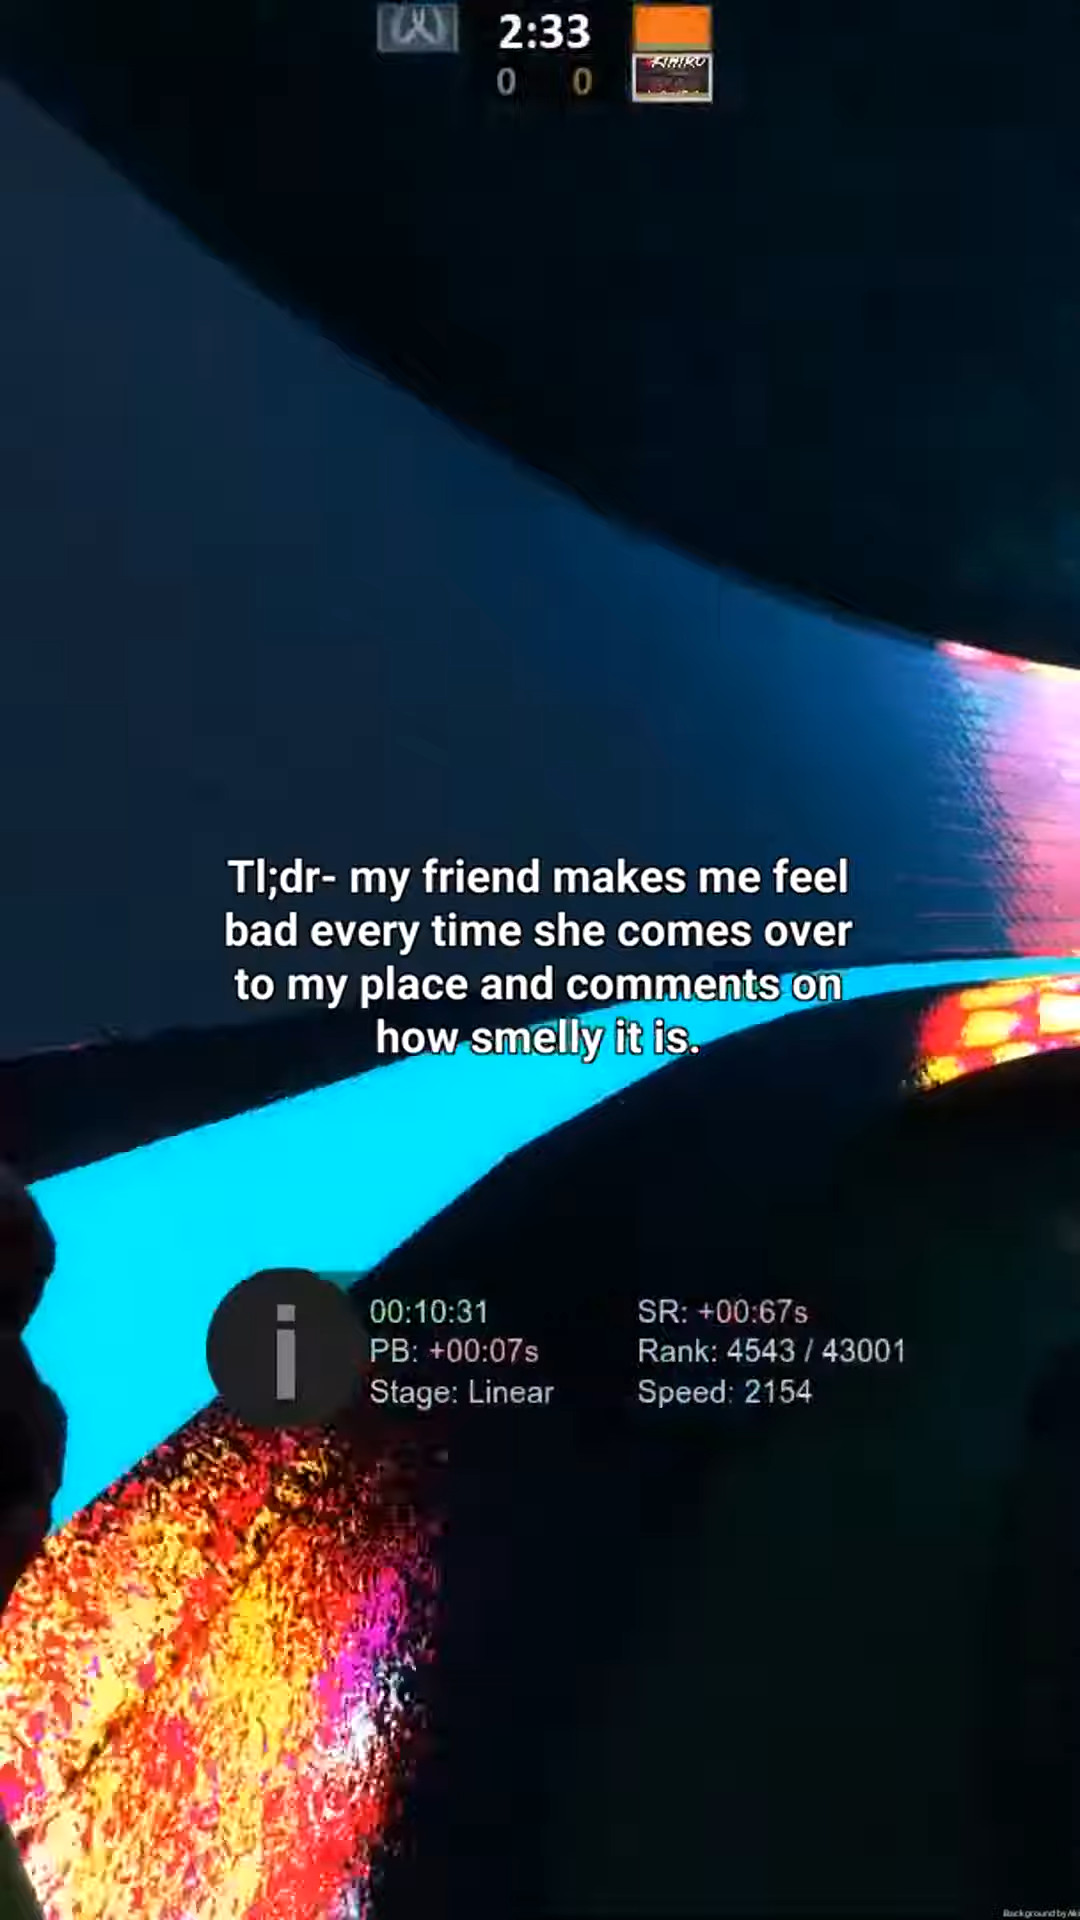 2:33
0 0
Tl;dr- my friend makes me feel
bad every time she comes over
to my place and comments on
how smelly it is.
00:10:31 SR: +00:67s
PB: +00:07s Rank: 4543 / 43001
Stage: Linear Speed: 2154
Background by